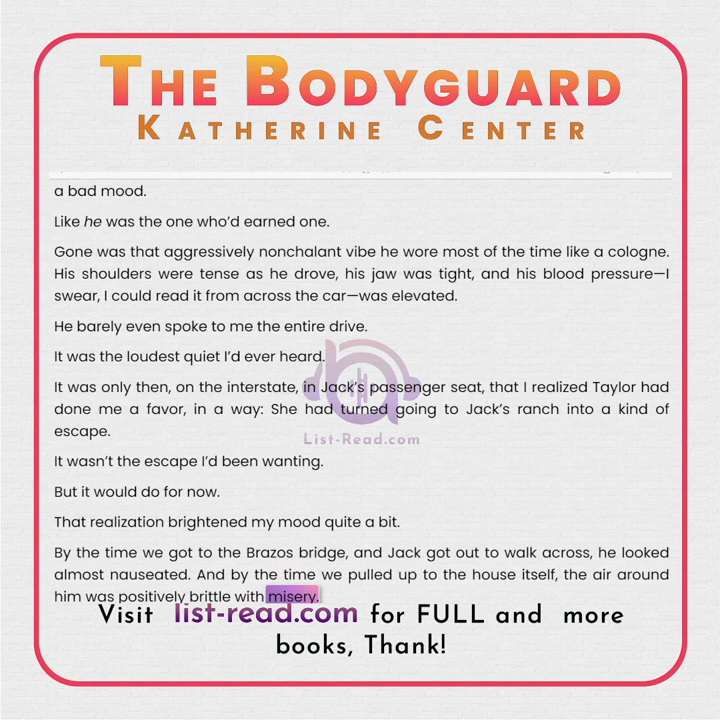 THE BODYGUARD
KATHERINE CENTER
a bad mood.
Like he was the one who’d earned one.
Gone was that aggressively nonchalant vibe he wore most of the time like a cologne.
His shoulders were tense as he drove, his jaw was tight, and his blood pressure—I
swear, I could read it from across the car—was elevated.
He barely even spoke to me the entire drive.
It was the loudest quiet I’d ever heard.
It was only then, on the interstate, in Jack’s passenger seat, that I realized Taylor had
done me a favor, in a way: She had turned going to Jack’s ranch into a kind of
escape.
List-Read.com
It wasn’t the escape I’d been wanting.
But it would do for now.
That realization brightened my mood quite a bit.
By the time we got to the Brazos bridge, and Jack got out to walk across, he looked
almost nauseated. And by the time we pulled up to the house itself, the air around
him was positively brittle with misery.
Visit list-read.com for FULL and more
books, Thank!